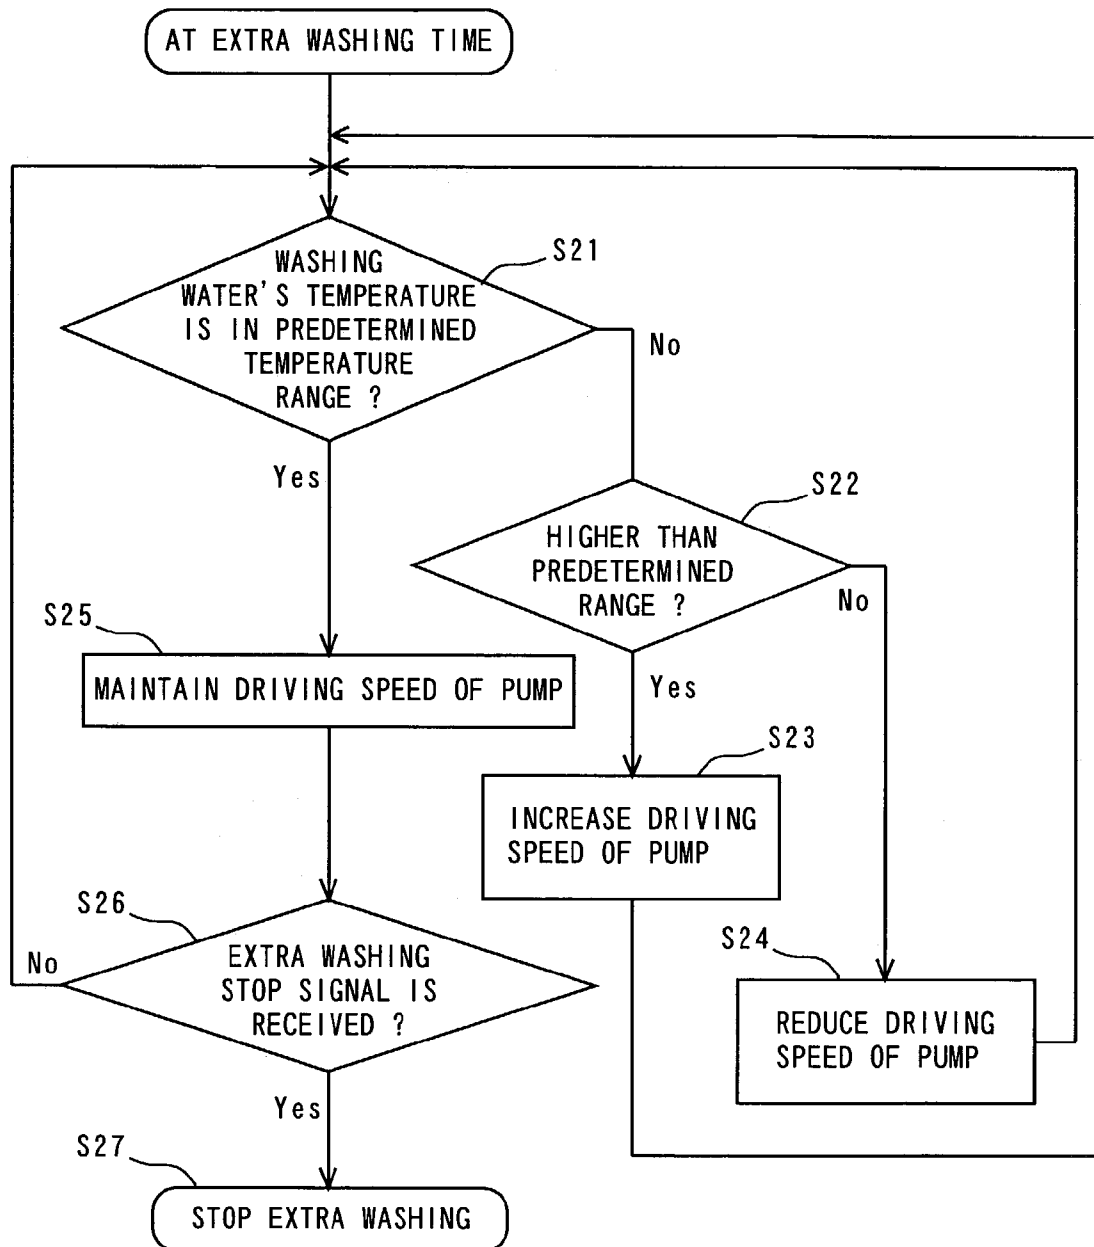 AT EXTRA WASHING TIME
S21
WASHING
WATER'S TEMPERATURE
IS IN PREDETERMINED
TEMPERATURE
RANGE ?
No
Yes
S22
HIGHER THAN
PREDETERMINED
RANGE ?
No
Yes
S25
MAINTAIN DRIVING SPEED OF PUMP
S23
INCREASE DRIVING
SPEED OF PUMP
S26
EXTRA WASHING
STOP SIGNAL IS
RECEIVED ?
No
Yes
S24
REDUCE DRIVING
SPEED OF PUMP
S27
STOP EXTRA WASHING